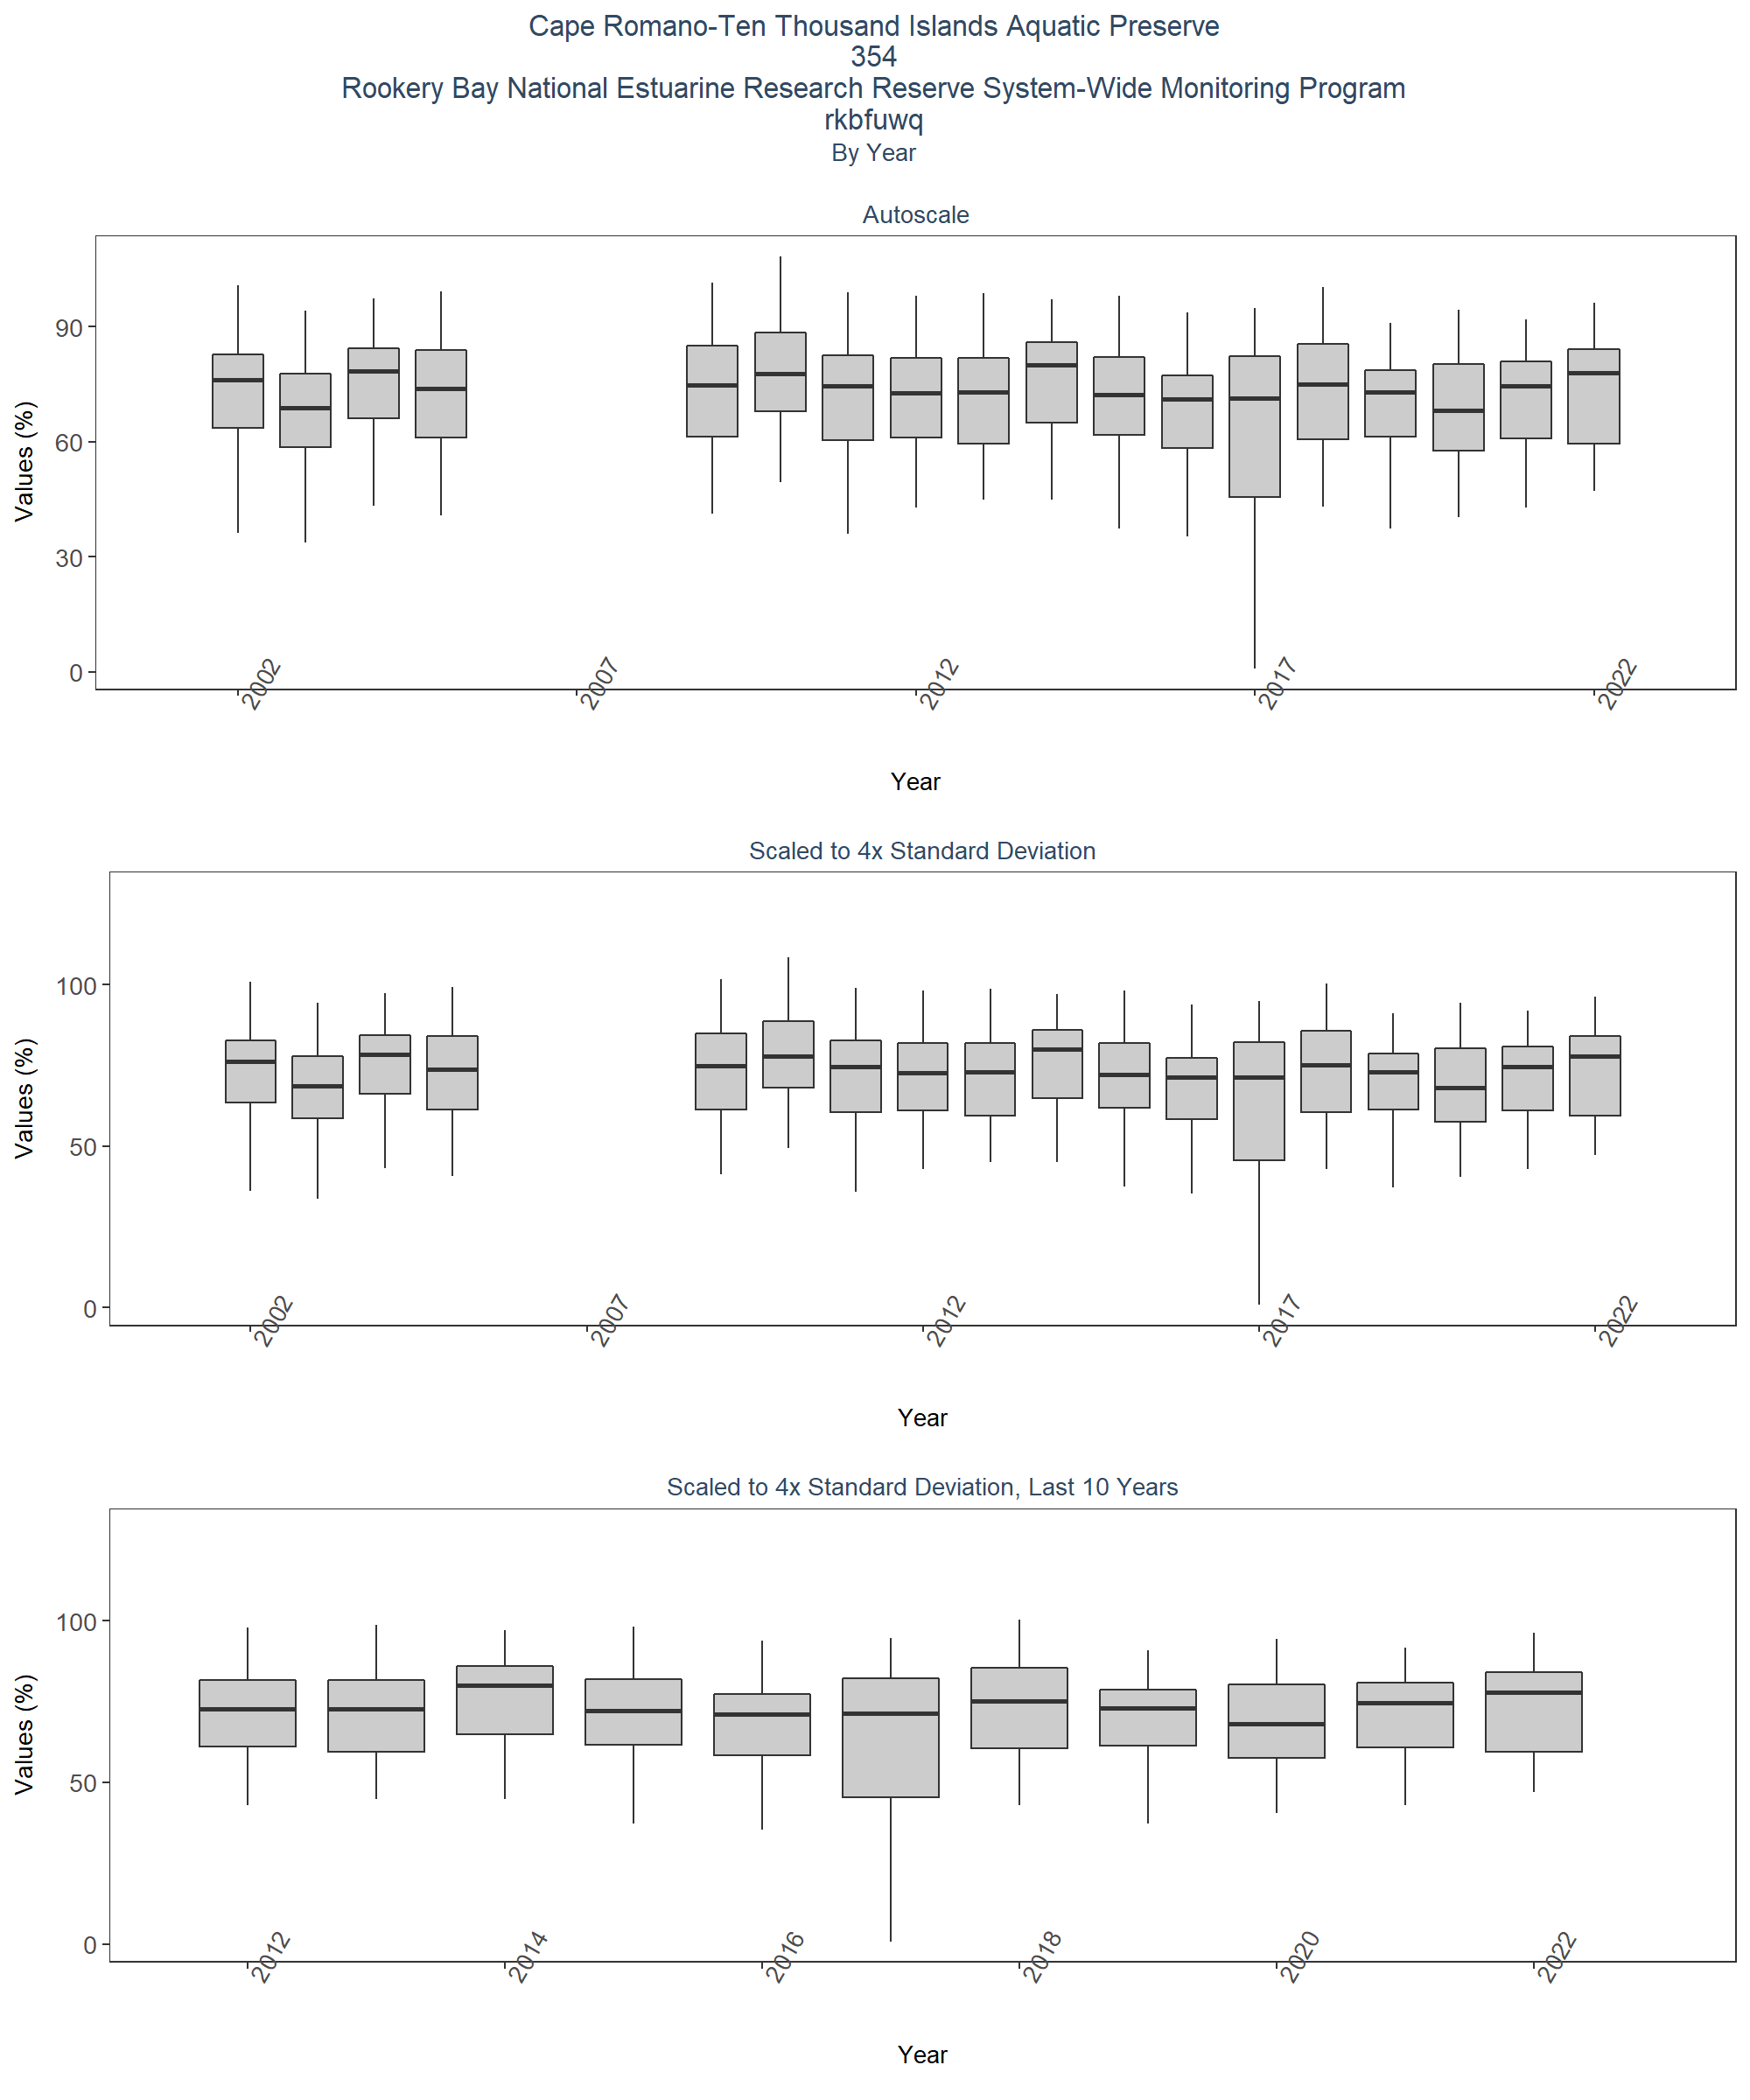 Cape Romano-Ten Thousand Islands Aquatic Preserve
354
Rookery Bay National Estuarine Research Reserve System-Wide Monitoring Program
rkbfuwq
By Year
Autoscale
Values (%)
90
60
30
0
2002 2007 2012 2017 2022
Year
Scaled to 4x Standard Deviation
Values (%)
100
50
0
2002 2007 2012 2017 2022
Year
Scaled to 4x Standard Deviation, Last 10 Years
Values (%)
100
50
0
2012 2014 2016 2018 2020 2022
Year